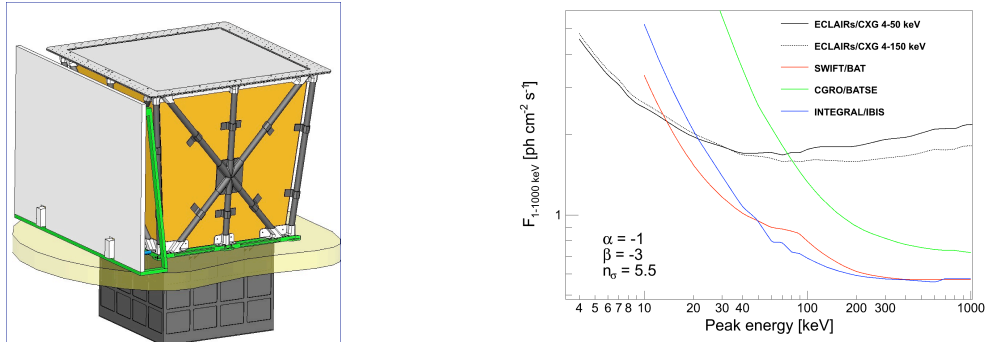 ECLAIRs/CXG 4-50 keV
ECLAIRs/CXG 4-150 keV
SWIFT/BAT
CGRO/BATSE
INTEGRAL/IBIS
F1-1000 keV [ph cm-2 s-1]
1
α = -1
β = -3
nσ = 5.5
4 5 6 7 8 10 20 30 40 100 200 300 1000
Peak energy [keV]